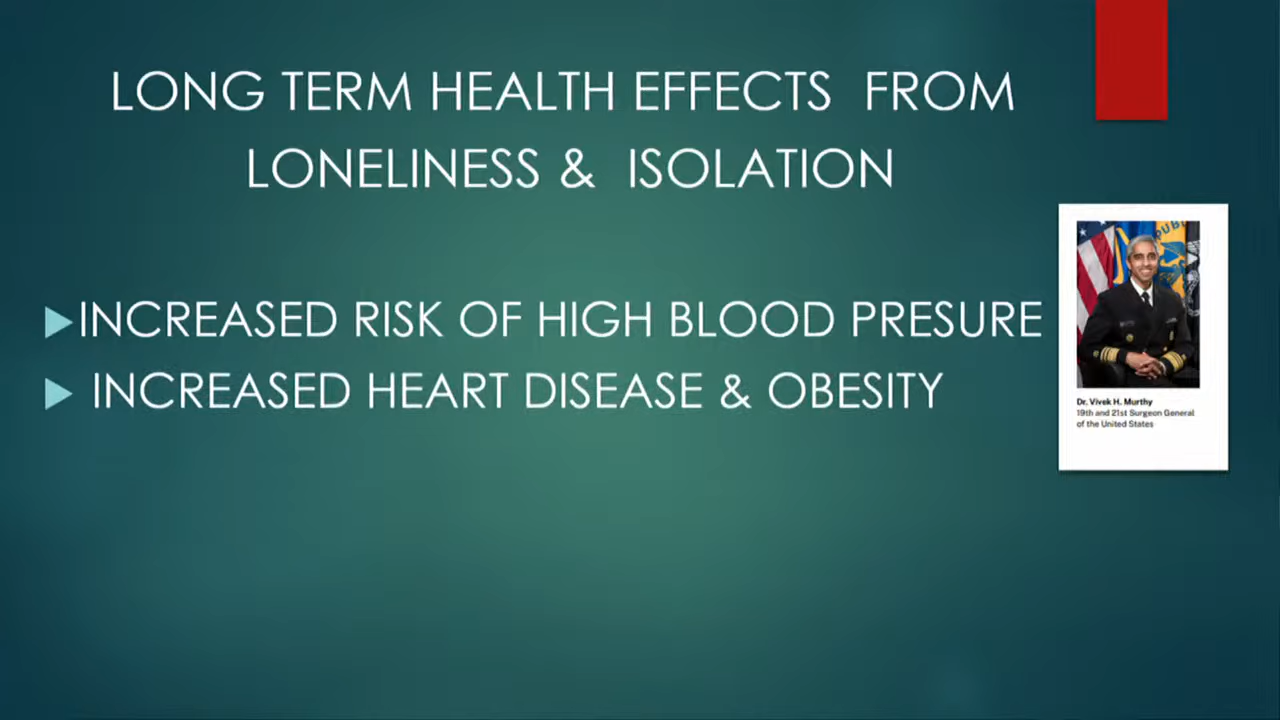 LONG TERM HEALTH EFFECTS FROM
LONELINESS & ISOLATION
INCREASED RISK OF HIGH BLOOD PRESURE
INCREASED HEART DISEASE & OBESITY
PUB
Dr. Vivek H. Murthy
19th and 21st Surgeon General
of the United States